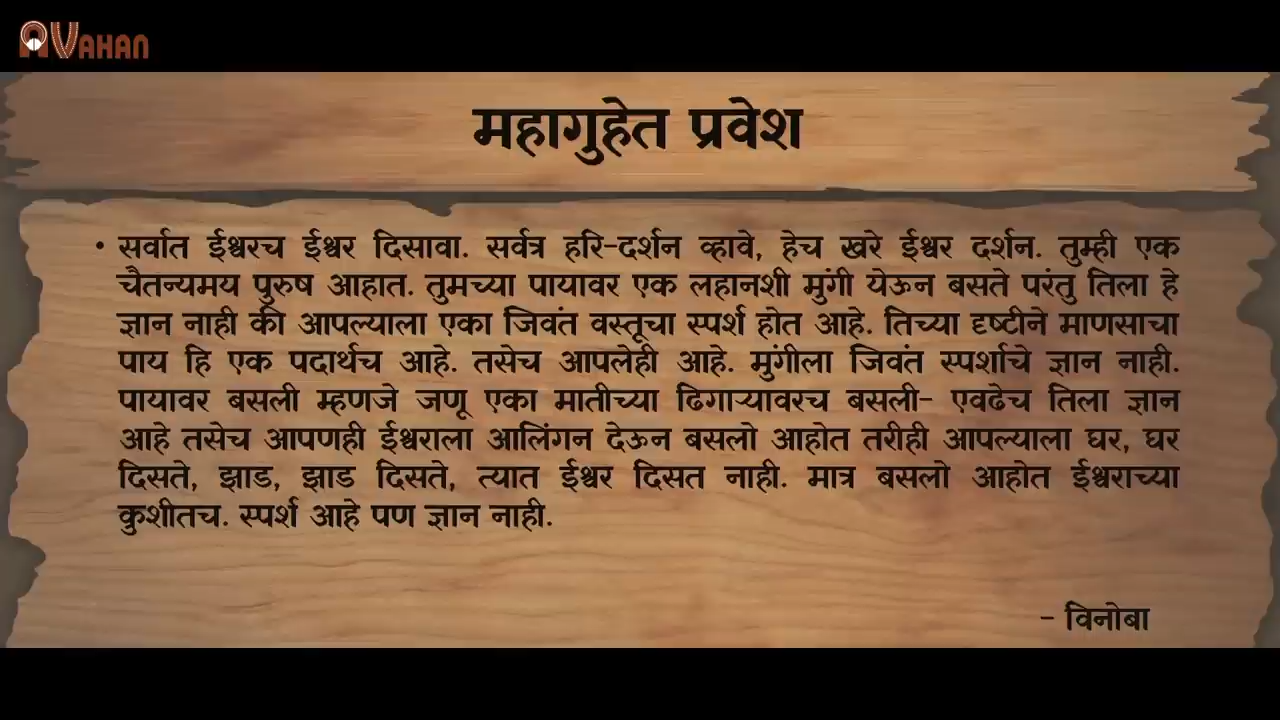 AVAHAN
महागुहेत प्रवेश
• सर्वात ईश्वरच ईश्वर दिसावा. सर्वत्र हरि-दर्शन व्हावे, हेच खरे ईश्वर दर्शन. तुम्ही एक
चैतन्यमय पुरुष आहात. तुमच्या पायावर एक लहानशी मुंगी येऊन बसते परंतु तिला हे
ज्ञान नाही की आपल्याला एका जिवंत वस्तूचा स्पर्श होत आहे. तिच्या दृष्टीने माणसाचा
पाय हि एक पदार्थच आहे. तसेच आपलेही आहे. मुंगीला जिवंत स्पर्शाचे ज्ञान नाही.
पायावर बसली म्हणजे जणू एका मातीच्या ढिगाऱ्यावरच बसली- एवढेच तिला ज्ञान
आहे तसेच आपणही ईश्वराला आलिंगन देऊन बसलो आहोत तरीही आपल्याला घर, घर
दिसते, झाड, झाड दिसते, त्यात ईश्वर दिसत नाही. मात्र बसलो आहोत ईश्वराच्या
कुशीतच. स्पर्श आहे पण ज्ञान नाही.
- विनोबा